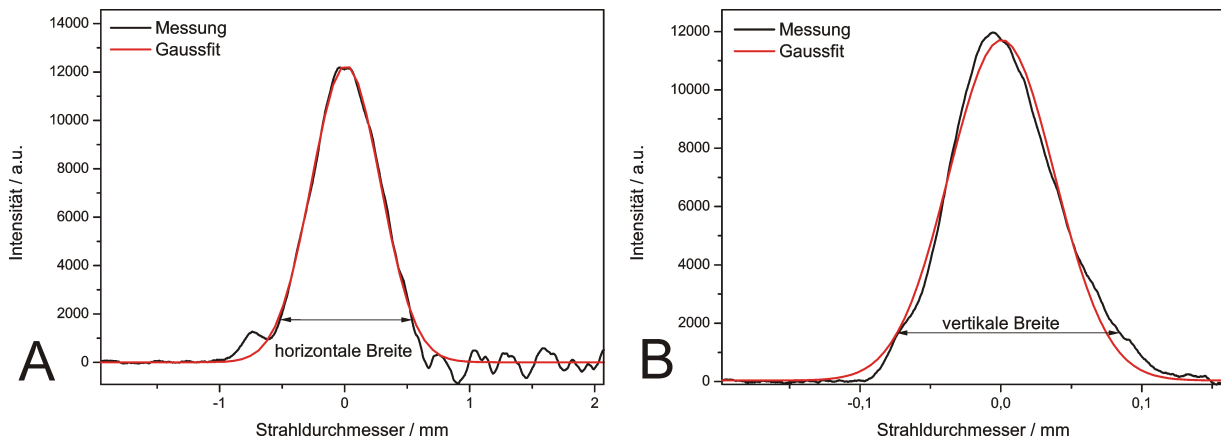 A
Intensität / a.u.
14000
12000
10000
8000
6000
4000
2000
0
Messung
Gaussfit
horizontale Breite
-1
0
1
2
Strahldurchmesser / mm
B
Intensität / a.u.
12000
10000
8000
6000
4000
2000
0
Messung
Gaussfit
vertikale Breite
-0,1
0,0
0,1
Strahldurchmesser / mm